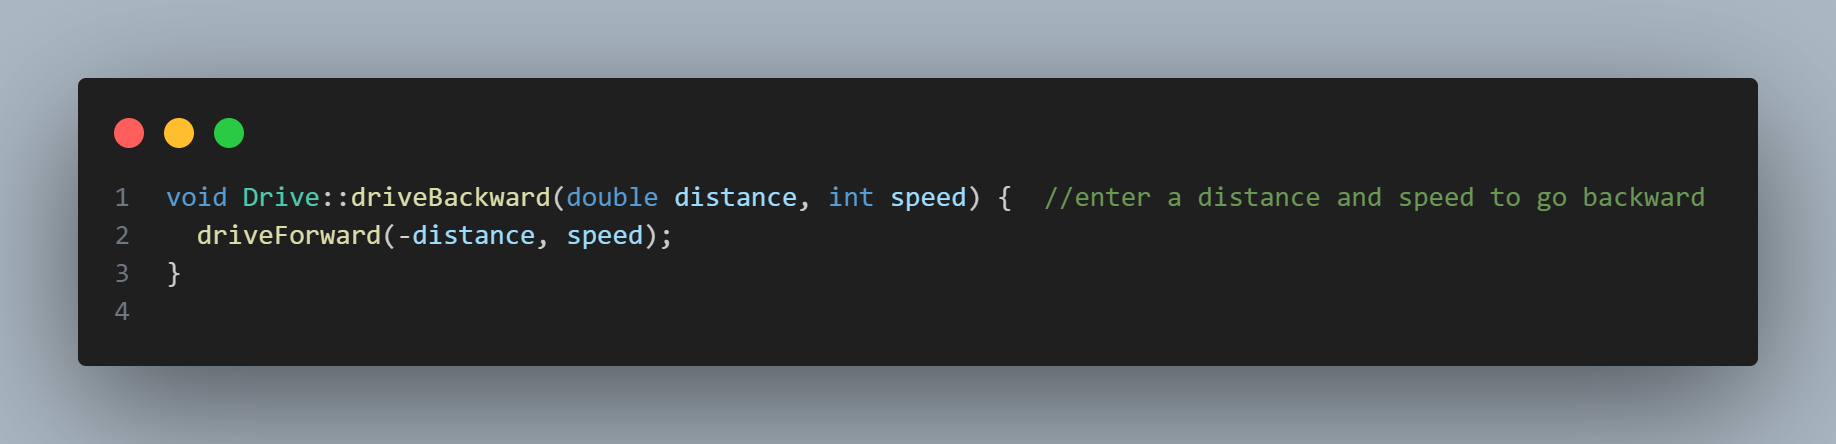 1 void Drive::driveBackward(double distance, int speed) {  //enter a distance and speed to go backward
2   driveForward(-distance, speed);
3 }
4